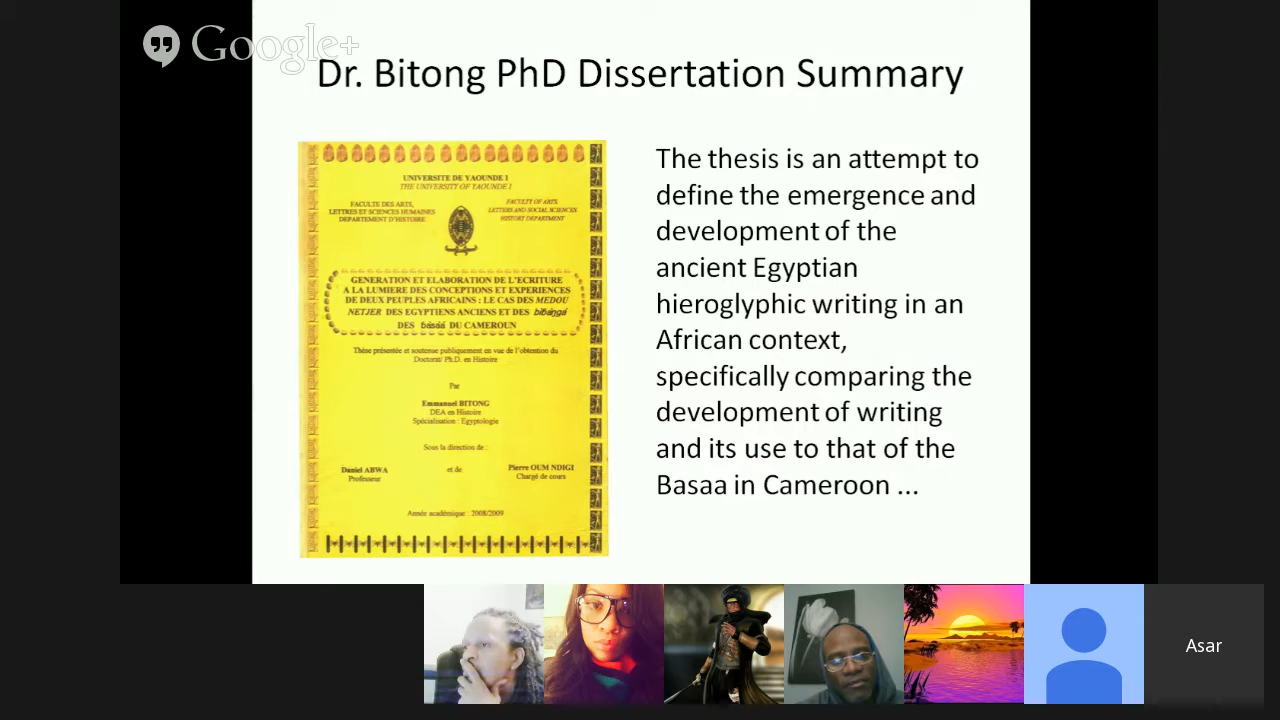 Google+
Dr. Bitong PhD Dissertation Summary
UNIVERSITE DE YAOUNDE I
THE UNIVERSITY OF YAOUNDE I
FACULTE DES ARTS,
LETTRES ET SCIENCES HUMAINES
DEPARTEMENT D'HISTOIRE
FACULTY OF ARTS,
LETTERS AND SOCIAL SCIENCES
HISTORY DEPARTMENT
GENERATION ET ELABORATION DE L'ECRITURE
A LA LUMIERE DES CONCEPTIONS ET EXPERIENCES
DE DEUX PEUPLES AFRICAINS : LE CAS DES MEDOU
NETJER DES EGYPTIENS ANCIENS ET DES
DES ɓasáá DU CAMEROUN
Thèse présentée et soutenue publiquement en vue de l'obtention du
Doctorat/ Ph.D. en Histoire
Par
Emmanuel BITONG
DEA en Histoire
Spécialisation : Egyptologie
Sous la direction de :
Daniel ABWA
Professeur
et de
Pierre OUM NDIGI
Chargé de cours
Année académique : 2008/2009
The thesis is an attempt to
define the emergence and
development of the
ancient Egyptian
hieroglyphic writing in an
African context,
specifically comparing the
development of writing
and its use to that of the
Basaa in Cameroon ...
Asar